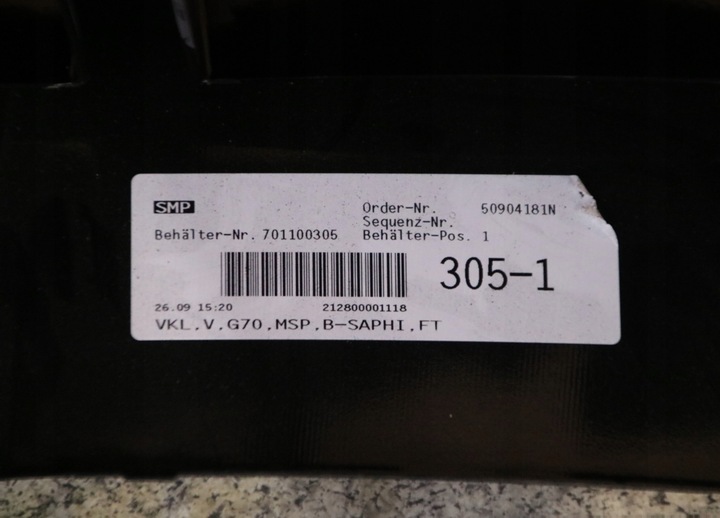 SMP
Order-Nr. 50904181N
Sequenz-Nr.
Behälter-Nr. 701100305 Behälter-Pos. 1
305-1
26.09 15:20 212800001118
VKL,V,G70,MSP,B-SAPHI,FT